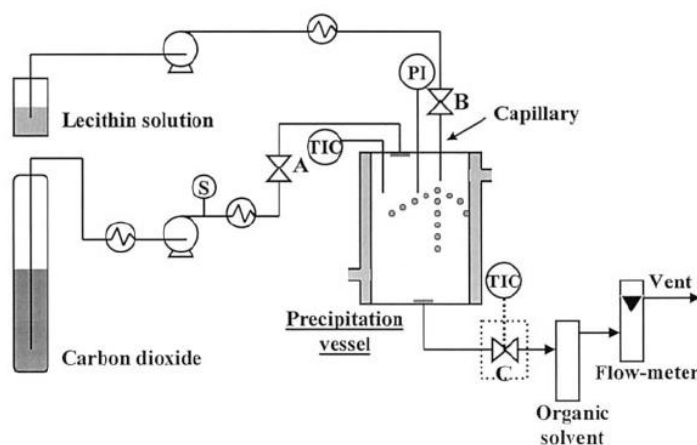 PI
B
Capillary
Lecithin solution
TIC
A
S
TIC
Vent
Precipitation
vessel
Carbon dioxide
C
Flow-meter
Organic
solvent